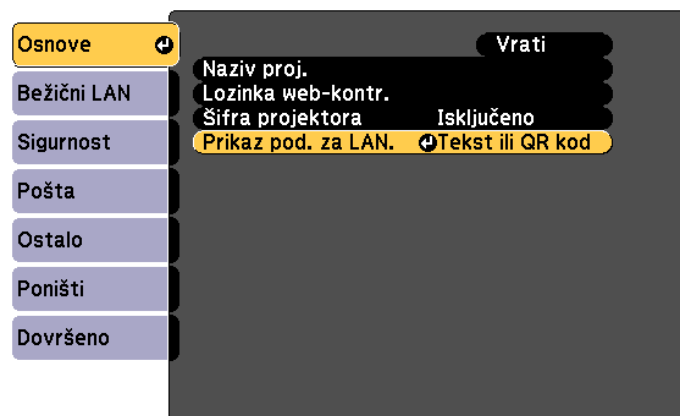 Osnove
Bežični LAN
Sigurnost
Pošta
Ostalo
Poništi
Dovršeno
Vrati
Naziv proj.
Lozinka web-kontr.
Šifra projektora Isključeno
Prikaz pod. za LAN. Tekst ili QR kod